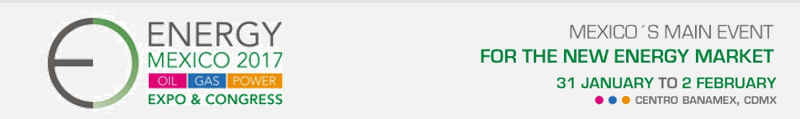 ENERGY
MEXICO 2017
OIL GAS POWER
EXPO & CONGRESS
MEXICO´S MAIN EVENT
FOR THE NEW ENERGY MARKET
31 JANUARY TO 2 FEBRUARY
CENTRO BANAMEX, CDMX